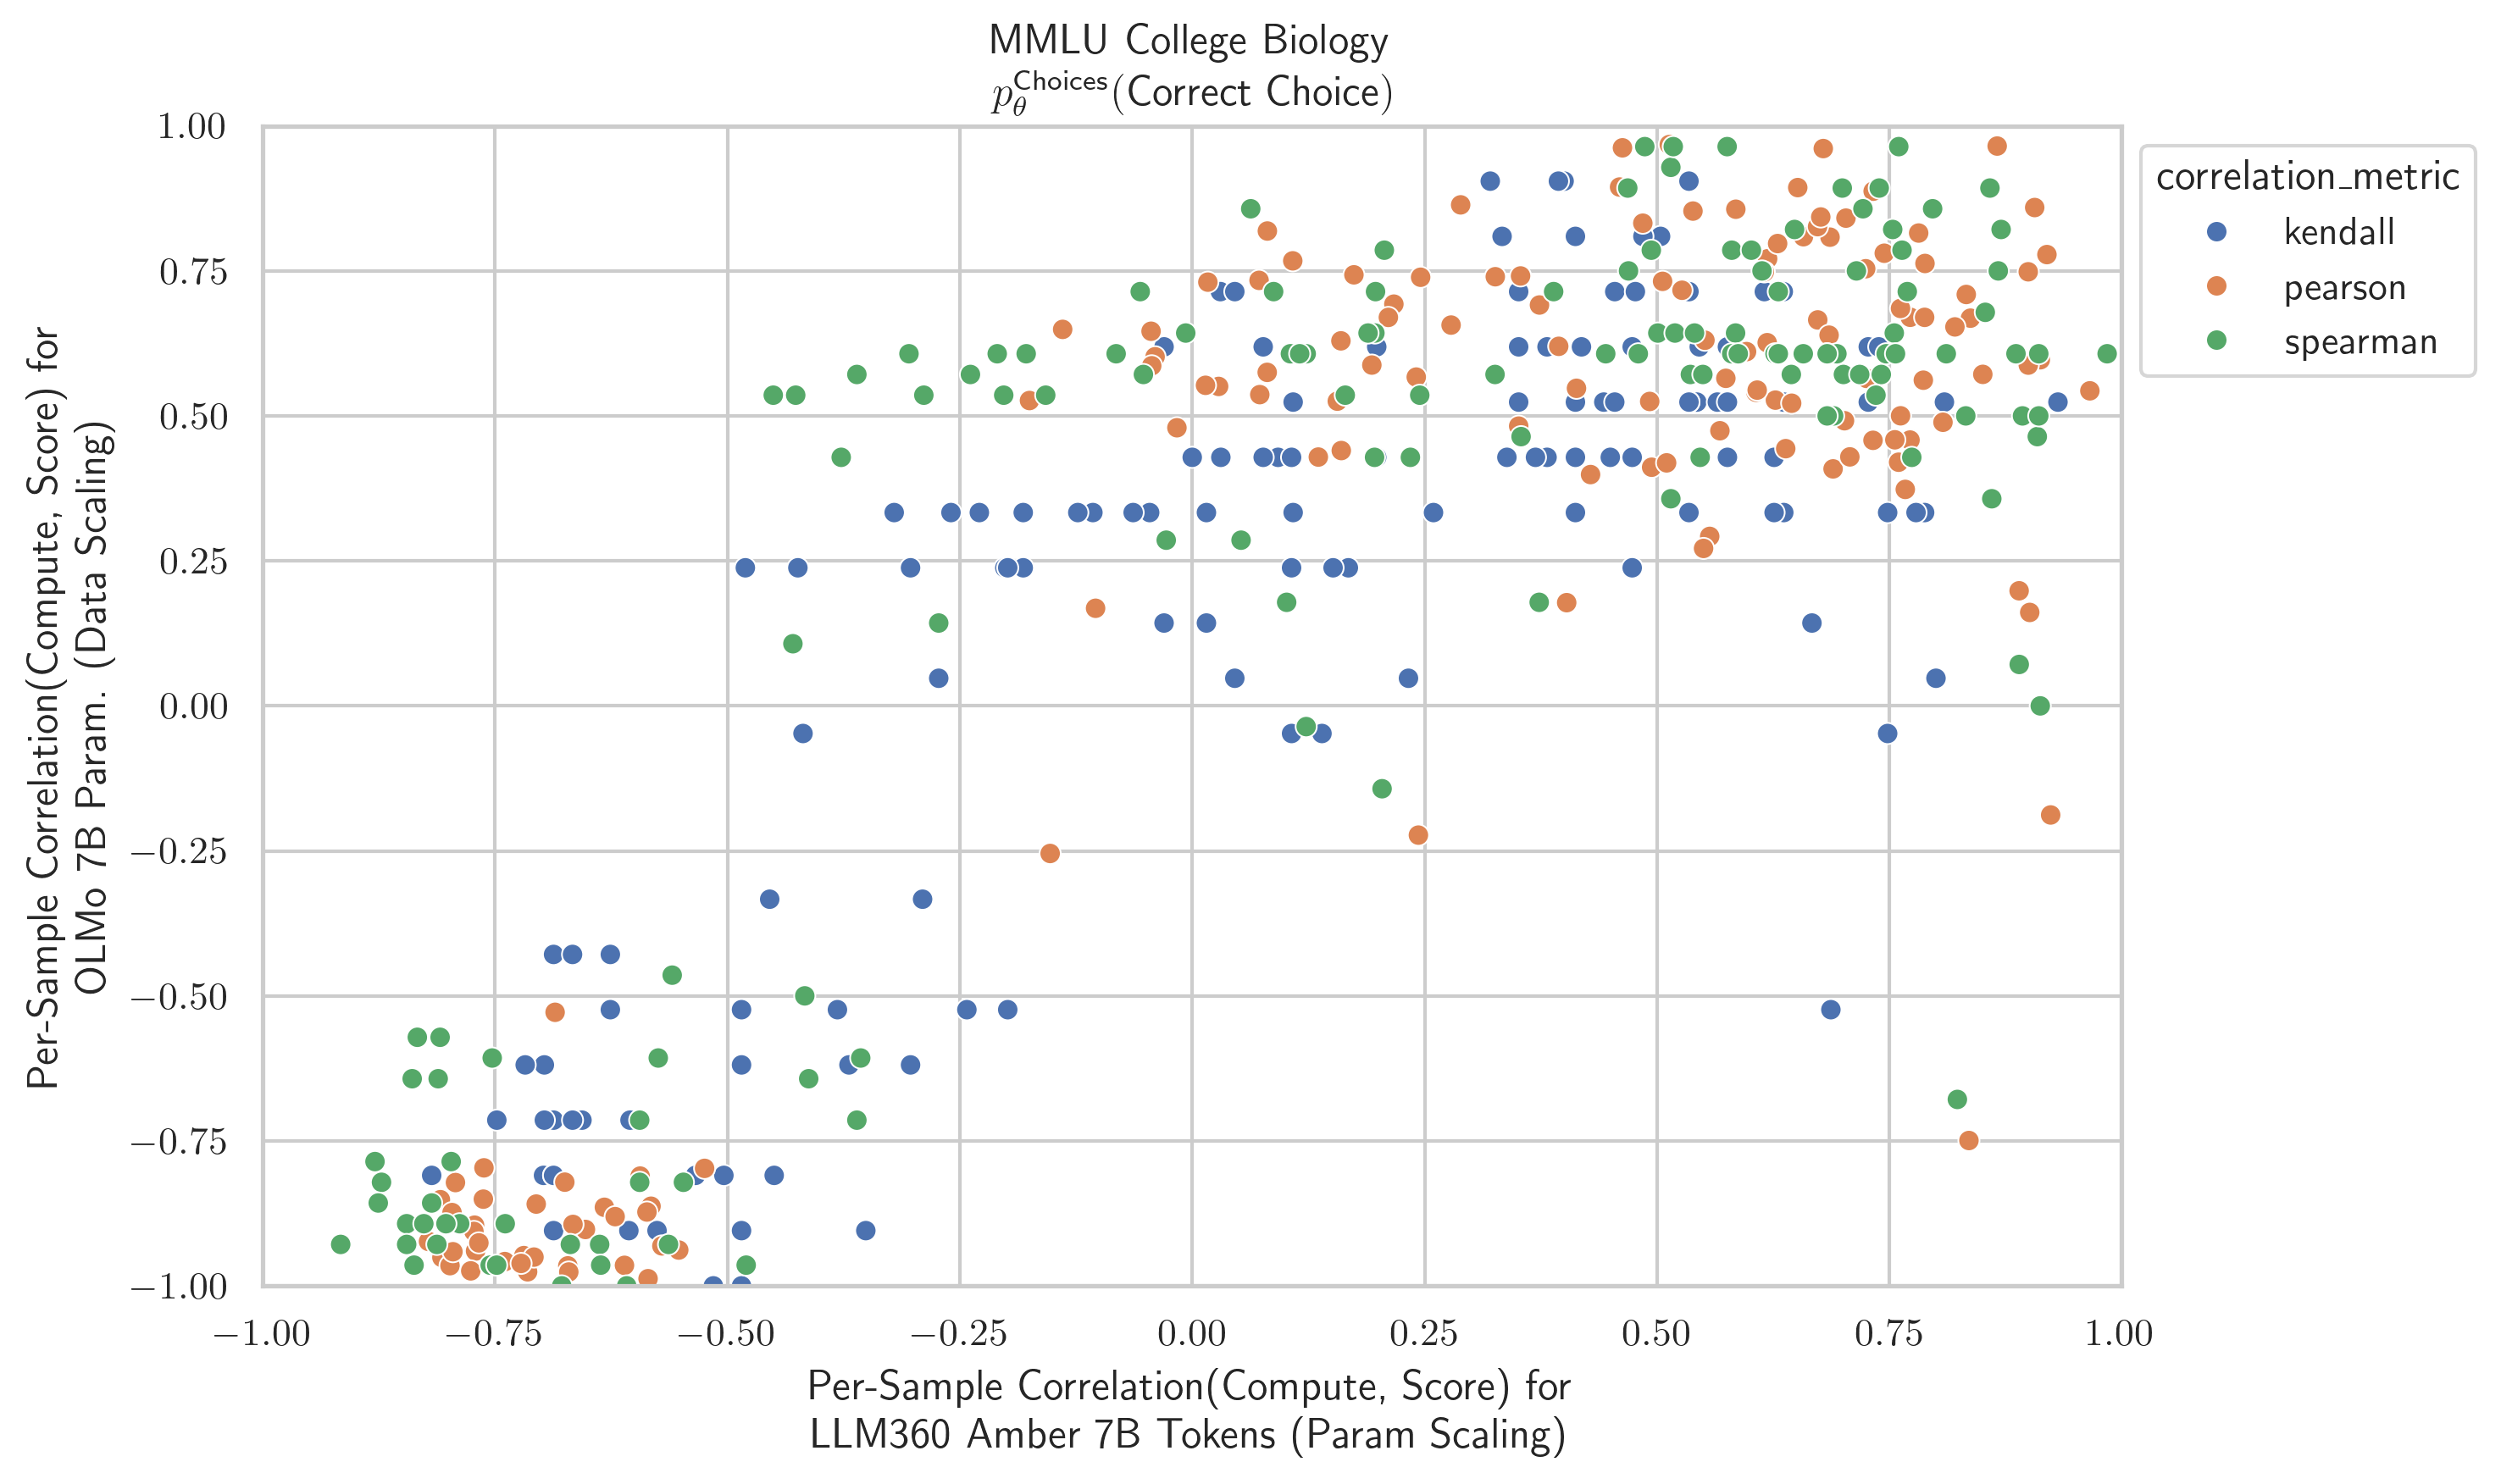 MMLU College Biology
$p_\theta^{\text{Choices}}$(Correct Choice)
1.00
0.75
0.50
0.25
0.00
−0.25
−0.50
−0.75
−1.00
Per-Sample Correlation(Compute, Score) for
OLMo 7B Param. (Data Scaling)
correlation_metric
kendall
pearson
spearman
−1.00 −0.75 −0.50 −0.25 0.00 0.25 0.50 0.75 1.00
Per-Sample Correlation(Compute, Score) for
LLM360 Amber 7B Tokens (Param Scaling)